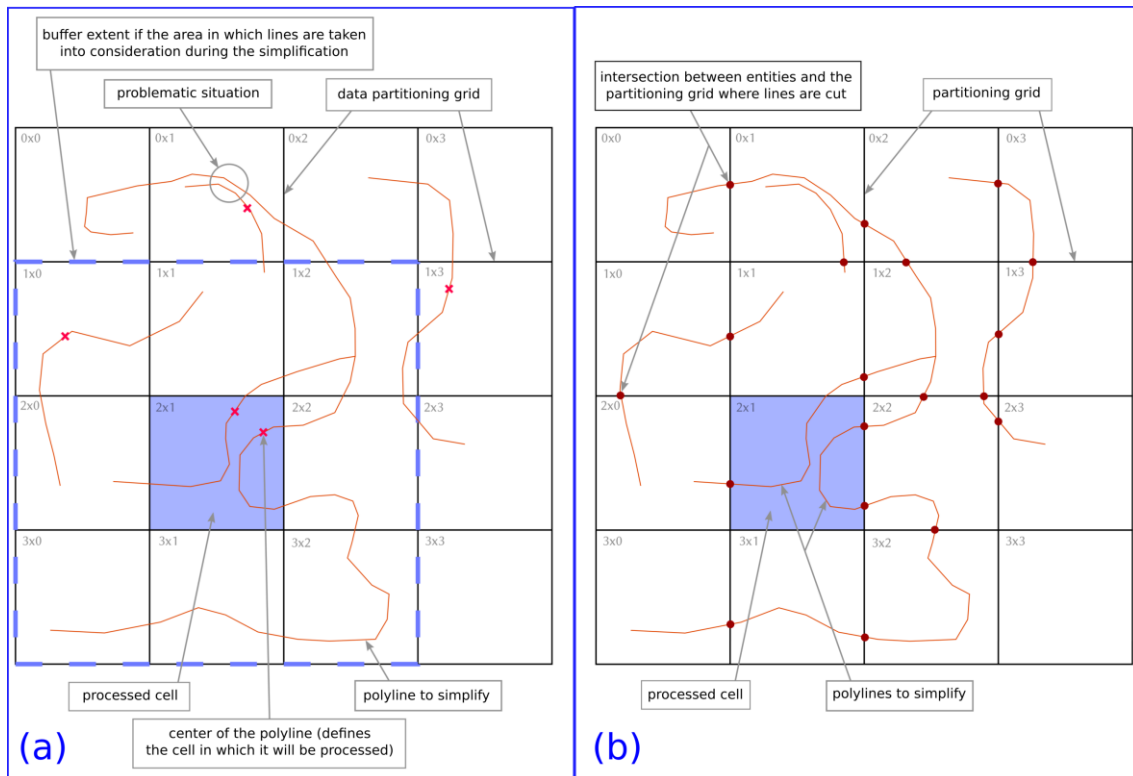 buffer extent if the area in which lines are taken
into consideration during the simplification
problematic situation
data partitioning grid
0x0
0x1
0x2
0x3
1x0
1x1
1x2
1x3
2x0
2x1
2x2
2x3
3x0
3x1
3x2
3x3
processed cell
polyline to simplify
center of the polyline (defines
the cell in which it will be processed)
(a)
intersection between entities and the
partitioning grid where lines are cut
partitioning grid
0x0
0x1
0x2
0x3
1x0
1x1
1x2
1x3
2x0
2x1
2x2
2x3
3x0
3x1
3x2
3x3
processed cell
polylines to simplify
(b)